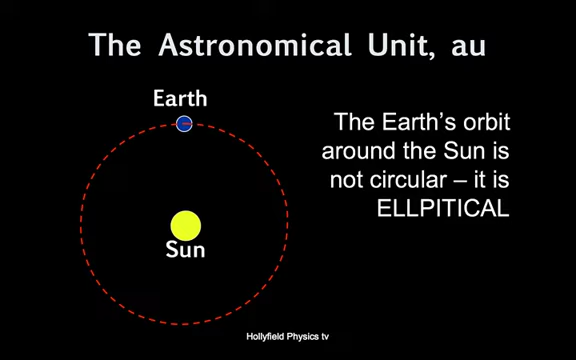 The Astronomical Unit, au
Earth
The Earth's orbit
around the Sun is
not circular – it is
ELLPITICAL
Sun
Hollyfield Physics tv